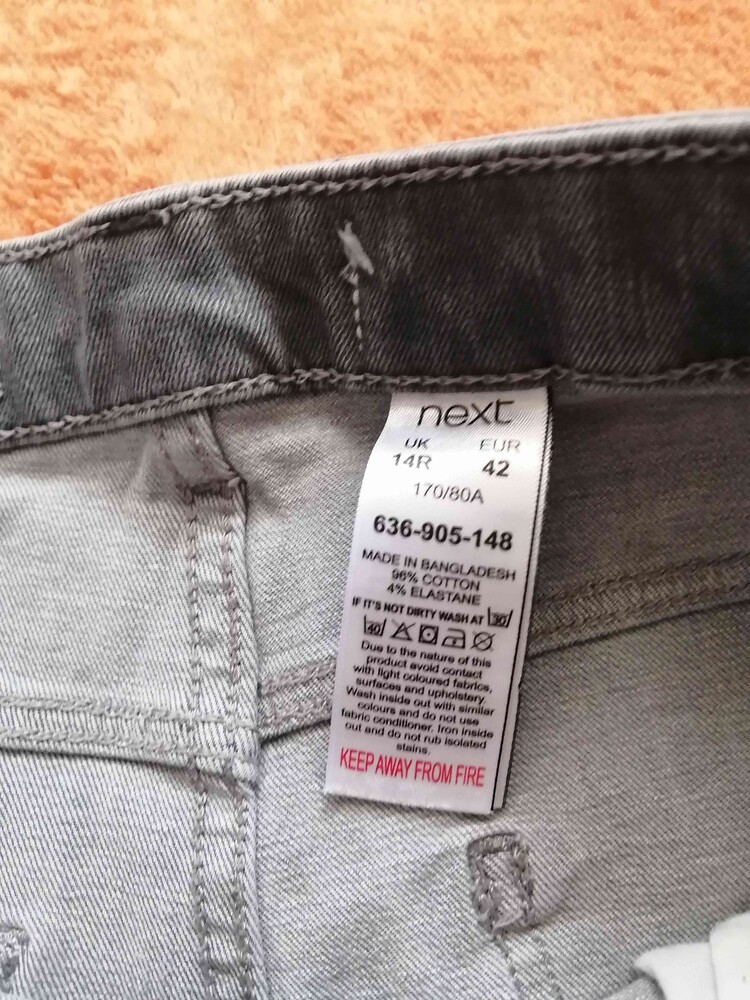 next
UK EUR
14R 42
170/80A
636-905-148
MADE IN BANGLADESH
96% COTTON
4% ELASTANE
IF IT'S NOT DIRTY WASH AT 30
40
Due to the nature of this
product avoid contact
with light coloured fabrics,
surfaces and upholstery.
Wash inside out with similar
colours and do not use
fabric conditioner. Iron inside
out and do not rub isolated
stains.
KEEP AWAY FROM FIRE